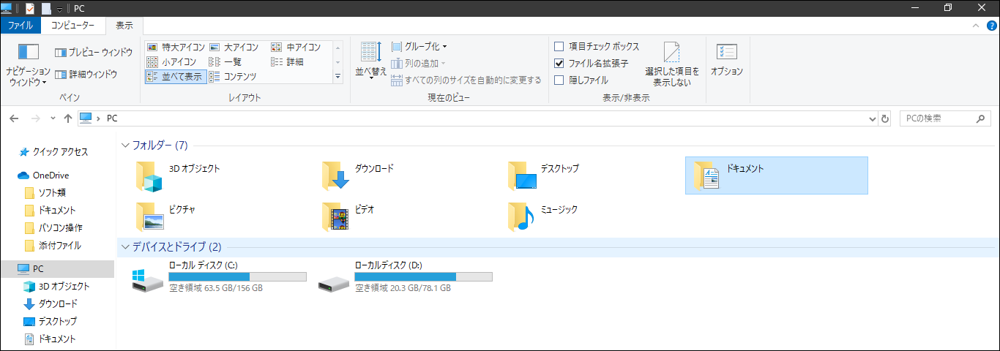 PC
ファイル コンピューター 表示
ナビゲーション
ウィンドウ
プレビュー ウィンドウ
詳細ウィンドウ
ペイン
特大アイコン 大アイコン 中アイコン
小アイコン 一覧 詳細
並べて表示 コンテンツ
レイアウト
並べ替え
グループ化
列の追加
すべての列のサイズを自動的に変更する
現在のビュー
項目チェック ボックス
ファイル名拡張子
隠しファイル
選択した項目を
表示しない
表示/非表示
オプション
PC
PCの検索
クイック アクセス
OneDrive
ソフト類
ドキュメント
パソコン操作
添付ファイル
PC
3D オブジェクト
ダウンロード
デスクトップ
ドキュメント
フォルダー (7)
3D オブジェクト ダウンロード デスクトップ ドキュメント
ピクチャ ビデオ ミュージック
デバイスとドライブ (2)
ローカル ディスク (C:)
空き領域 63.5 GB/156 GB
ローカルディスク (D:)
空き領域 20.3 GB/78.1 GB